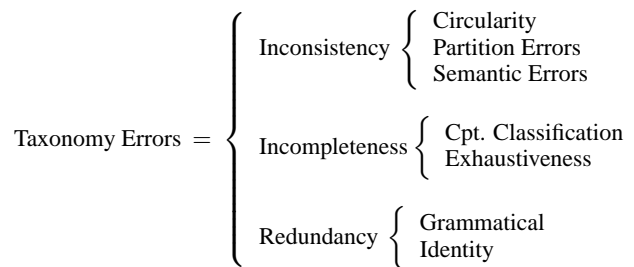 Taxonomy Errors =
Inconsistency
Circularity
Partition Errors
Semantic Errors
Incompleteness
Cpt. Classification
Exhaustiveness
Redundancy
Grammatical
Identity